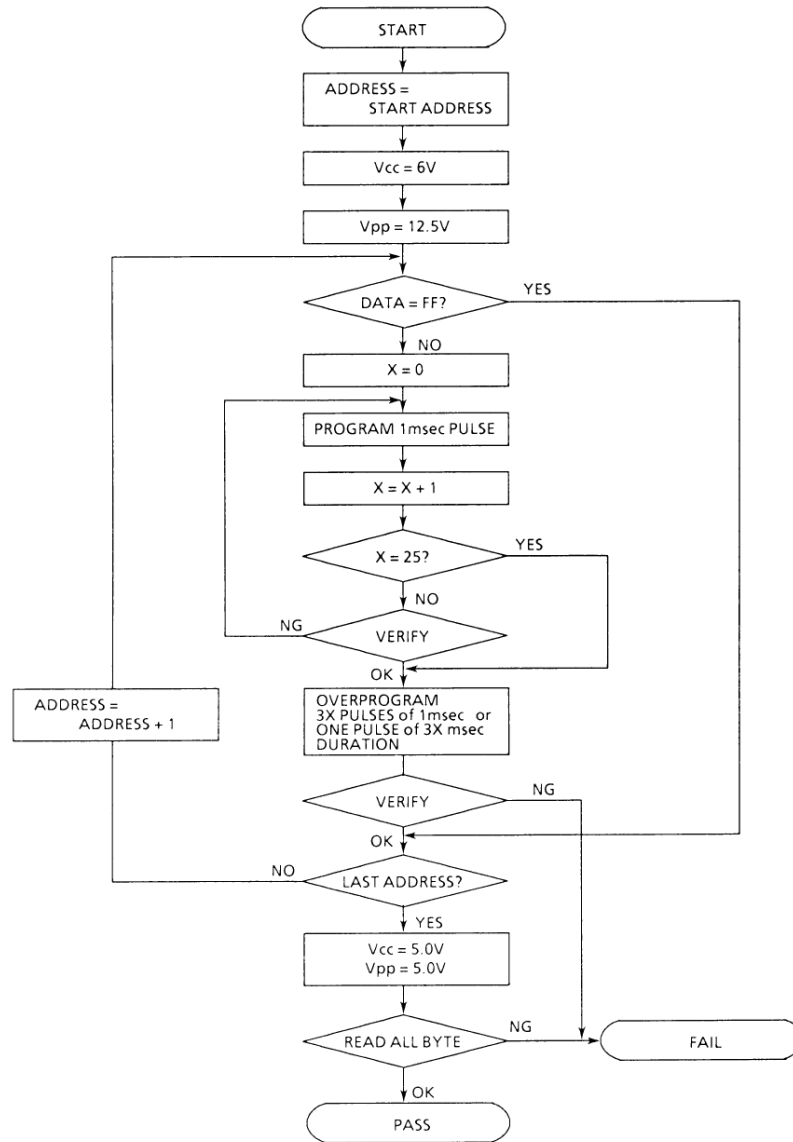 START
ADDRESS =
START ADDRESS
Vcc = 6V
Vpp = 12.5V
DATA = FF?
YES
NO
X = 0
PROGRAM 1msec PULSE
X = X + 1
X = 25?
YES
NO
NG
VERIFY
OK
ADDRESS =
ADDRESS + 1
OVERPROGRAM
3X PULSES of 1msec or
ONE PULSE of 3X msec
DURATION
VERIFY
NG
OK
NO
LAST ADDRESS?
YES
Vcc = 5.0V
Vpp = 5.0V
READ ALL BYTE
NG
FAIL
OK
PASS